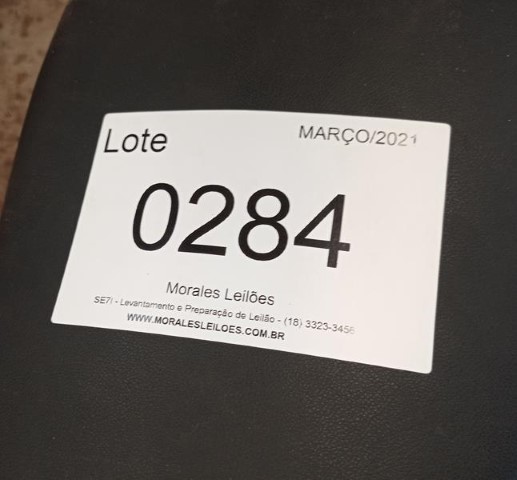 Lote
MARÇO/2021
0284
Morales Leilões
SE7I - Levantamento e Preparação de Leilão - (18) 3323-3456
WWW.MORALESLEILOES.COM.BR